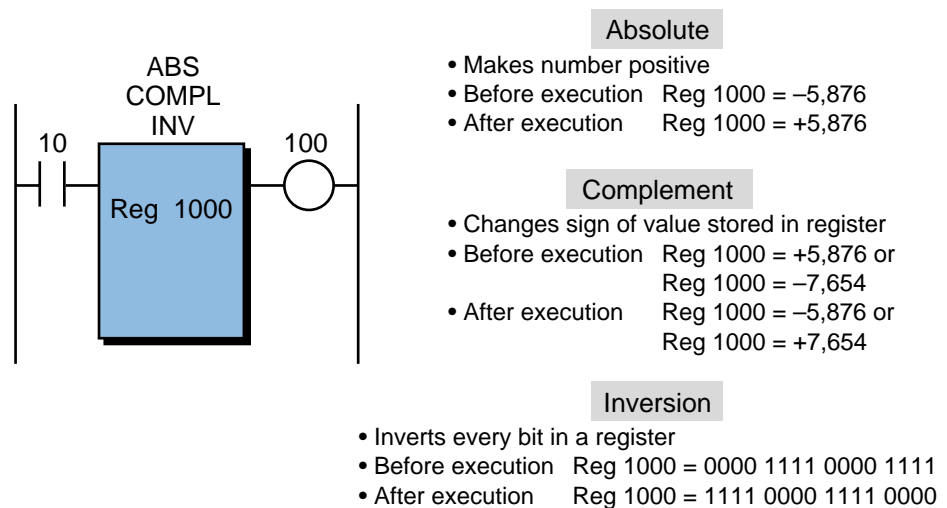 ABS
COMPL
INV
10
100
Reg 1000
Absolute
• Makes number positive
• Before execution Reg 1000 = –5,876
• After execution Reg 1000 = +5,876
Complement
• Changes sign of value stored in register
• Before execution Reg 1000 = +5,876 or
Reg 1000 = –7,654
• After execution Reg 1000 = –5,876 or
Reg 1000 = +7,654
Inversion
• Inverts every bit in a register
• Before execution Reg 1000 = 0000 1111 0000 1111
• After execution Reg 1000 = 1111 0000 1111 0000